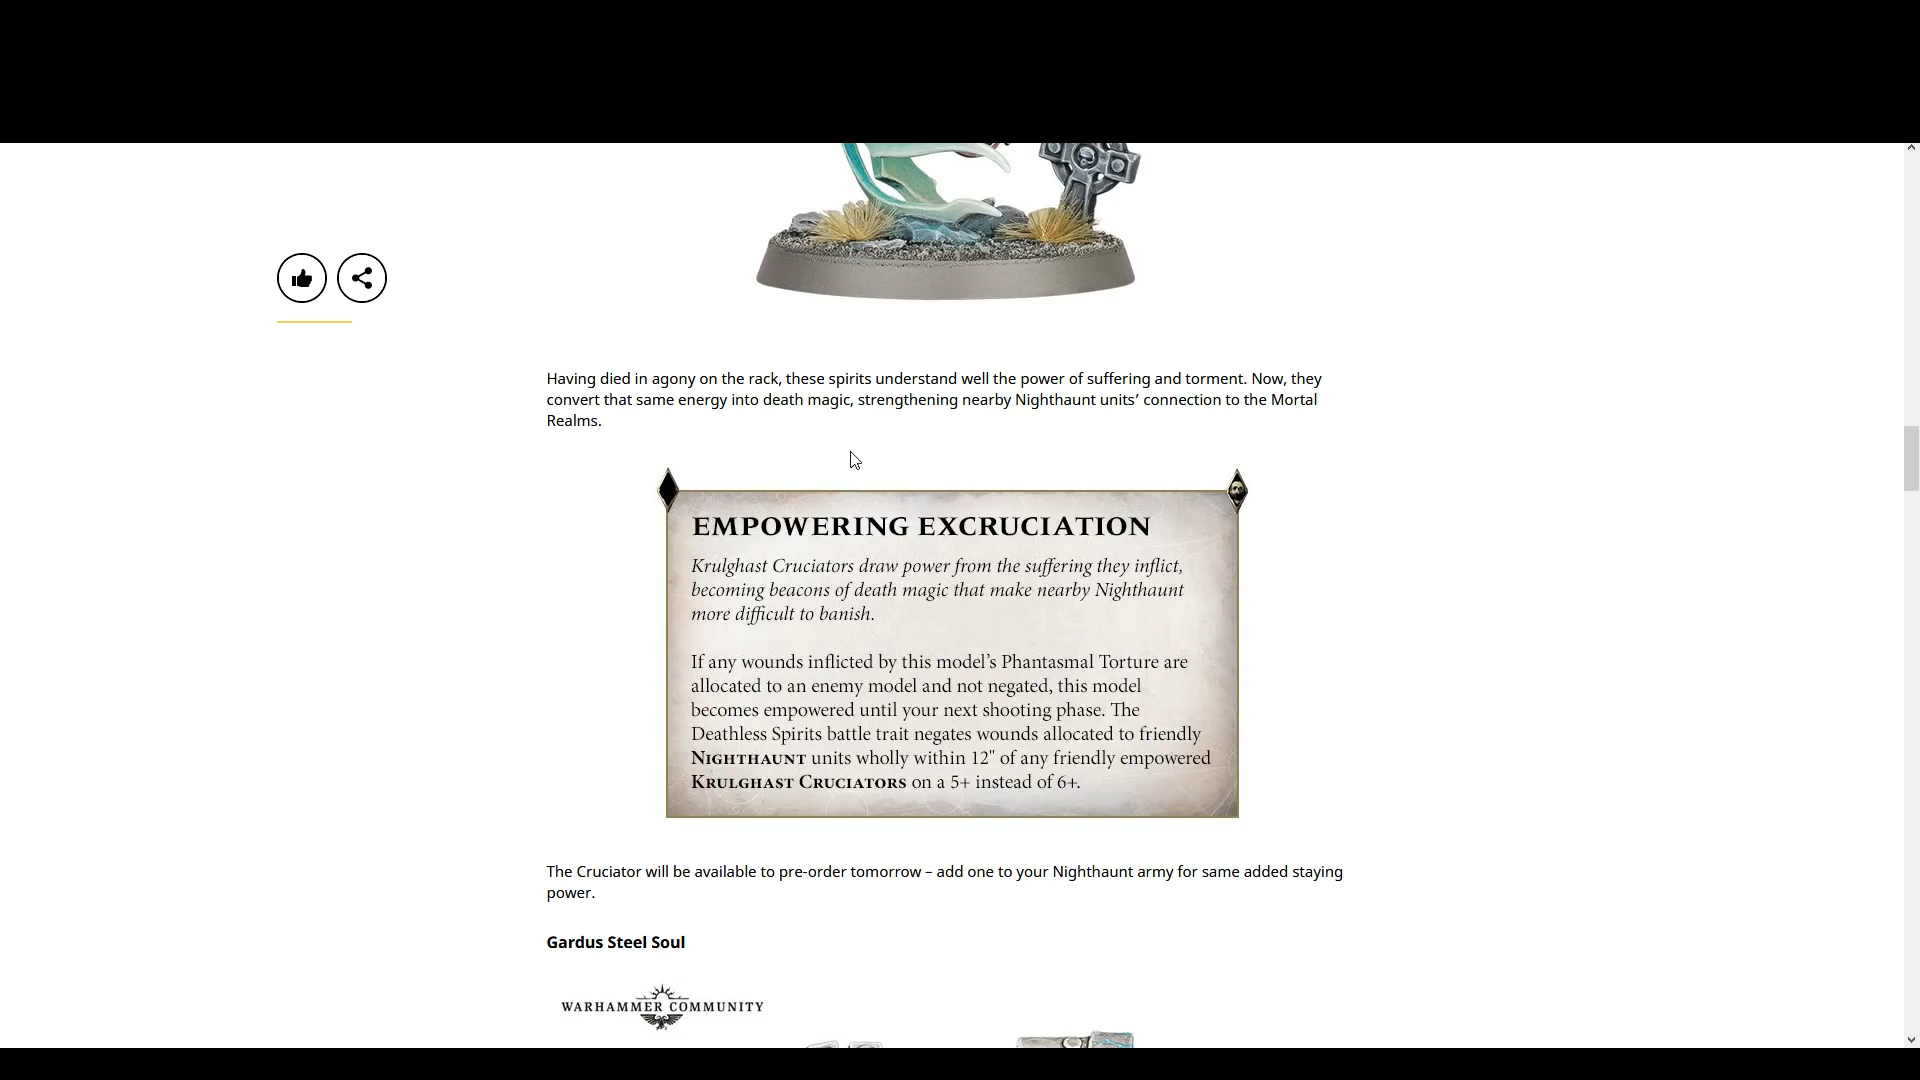 Having died in agony on the rack, these spirits understand well the power of suffering and torment. Now, they
convert that same energy into death magic, strengthening nearby Nighthaunt units’ connection to the Mortal
Realms.
EMPOWERING EXCRUCIATION
Krulghast Cruciators draw power from the suffering they inflict,
becoming beacons of death magic that make nearby Nighthaunt
more difficult to banish.
If any wounds inflicted by this model’s Phantasmal Torture are
allocated to an enemy model and not negated, this model
becomes empowered until your next shooting phase. The
Deathless Spirits battle trait negates wounds allocated to friendly
NIGHTHAUNT units wholly within 12" of any friendly empowered
KRULGHAST CRUCIATORS on a 5+ instead of 6+.
The Cruciator will be available to pre-order tomorrow – add one to your Nighthaunt army for same added staying
power.
Gardus Steel Soul
WARHAMMER COMMUNITY